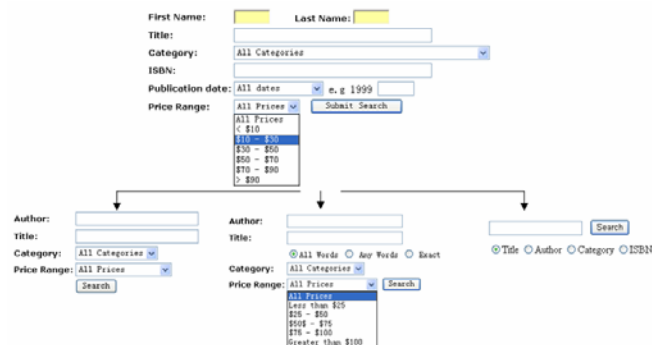 First Name: Last Name:
Title:
Category: All Categories
ISBN:
Publication date: All dates e.g 1999
Price Range: All Prices Submit Search
All Prices
< $10
$10 - $30
$30 - $50
$50 - $70
$70 - $90
> $90
Author:
Title:
Category: All Categories
Price Range: All Prices
Search
Author:
Title:
All Words Any Words Exact
Category: All Categories
Price Range: All Prices Search
All Prices
Less than $25
$25 - $50
$50$ - $75
$75 - $100
Greater than $100
Search
Title Author Category ISBN